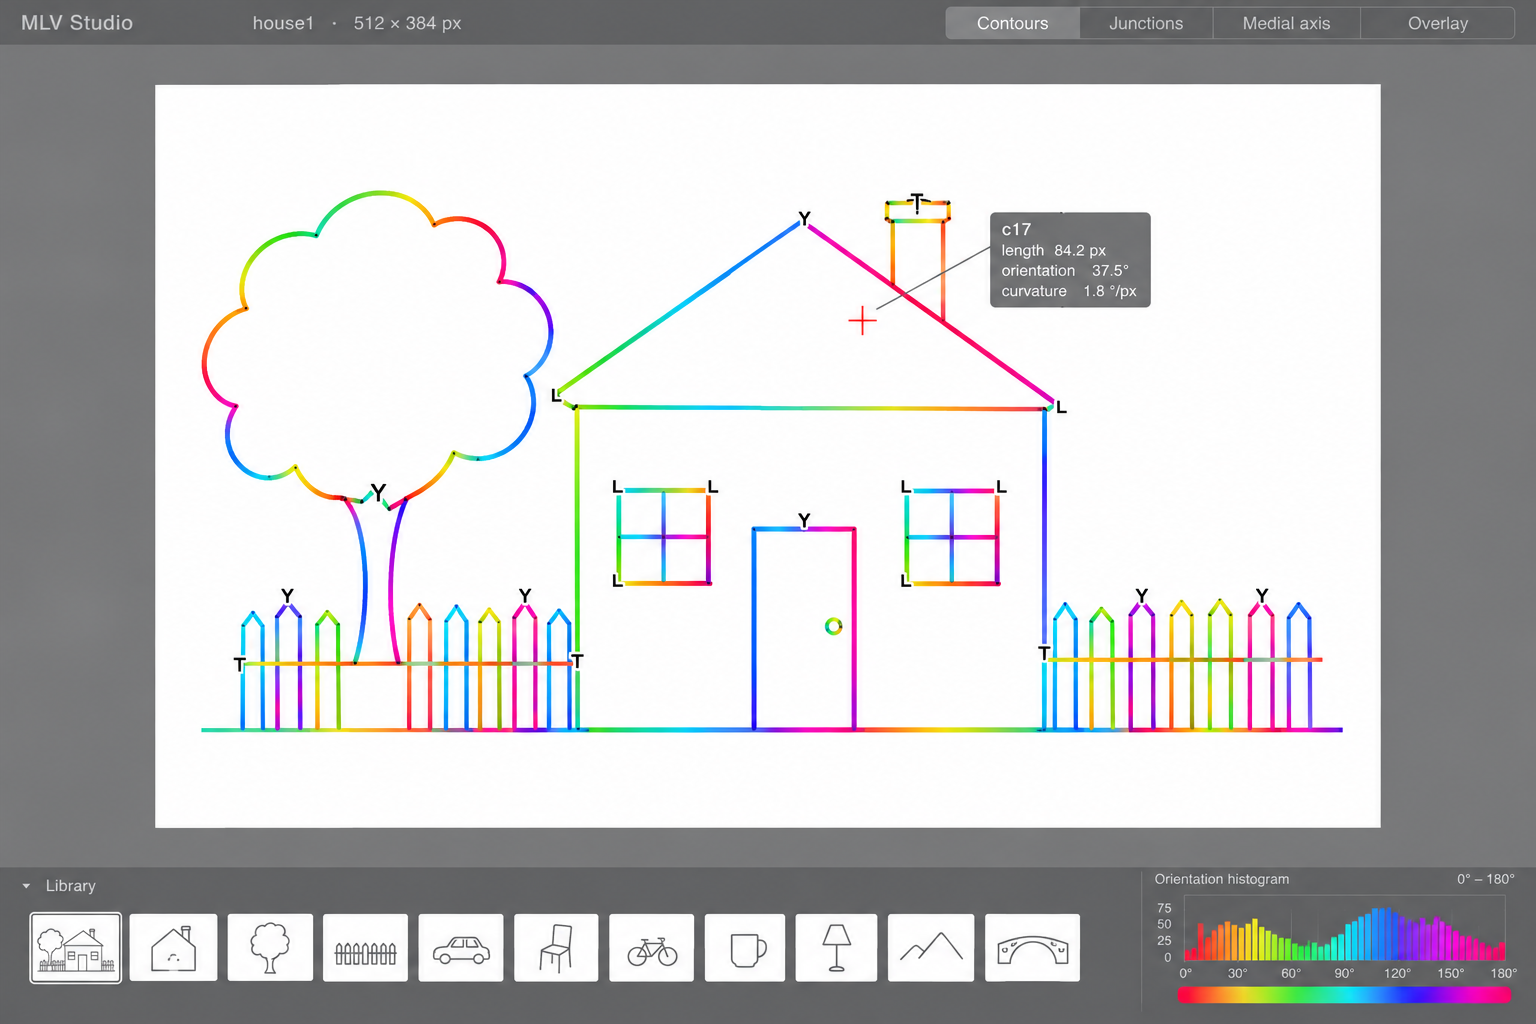 MLV Studio
house1 · 512 × 384 px
Contours
Junctions
Medial axis
Overlay
Y
T
c17
length 84.2 px
orientation 37.5°
curvature 1.8 °/px
L
L
Y
L
L
L
L
Y
L
L
Y
Y
Y
Y
T
T
T
Library
Orientation histogram
0° – 180°
75
50
25
0
0°
30°
60°
90°
120°
150°
180°